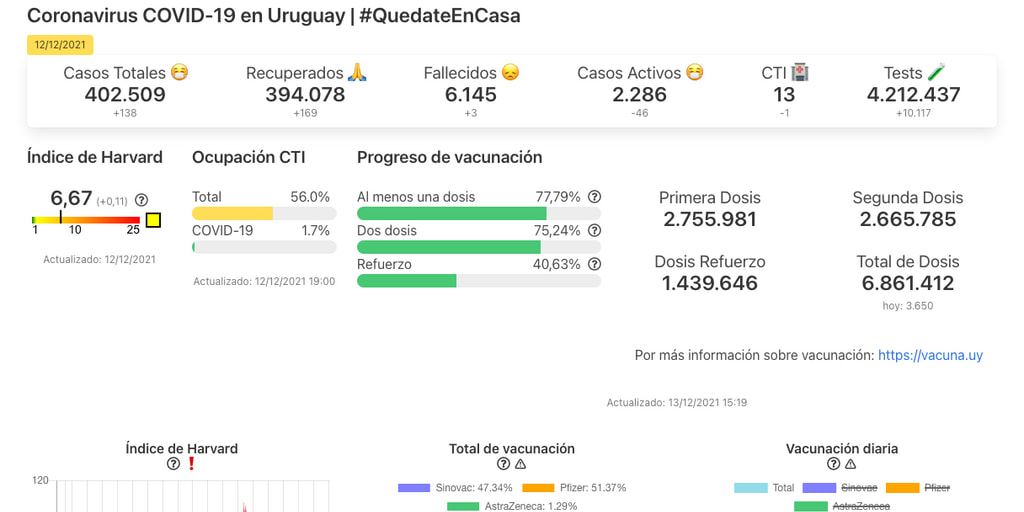 Coronavirus COVID-19 en Uruguay | #QuedateEnCasa
12/12/2021
Casos Totales 😷 Recuperados 🙏 Fallecidos 😞 Casos Activos 😷 CTI 🏥 Tests 🧪
402.509 394.078 6.145 2.286 13 4.212.437
+138 +169 +3 -46 -1 +10.117
Índice de Harvard Ocupación CTI Progreso de vacunación
6,67 (+0,11) ?
1 10 25
Actualizado: 12/12/2021
Total 56.0%
COVID-19 1.7%
Actualizado: 12/12/2021 19:00
Al menos una dosis 77,79% ?
Dos dosis 75,24% ?
Refuerzo 40,63% ?
Primera Dosis Segunda Dosis
2.755.981 2.665.785
Dosis Refuerzo Total de Dosis
1.439.646 6.861.412
hoy: 3.650
Por más información sobre vacunación: https://vacuna.uy
Actualizado: 13/12/2021 15:19
Índice de Harvard
? ❗
120
Total de vacunación
? ⚠
Sinovac: 47.34% Pfizer: 51.37%
AstraZeneca: 1.29%
Vacunación diaria
? ⚠
Total Sinovac Pfizer
AstraZeneca